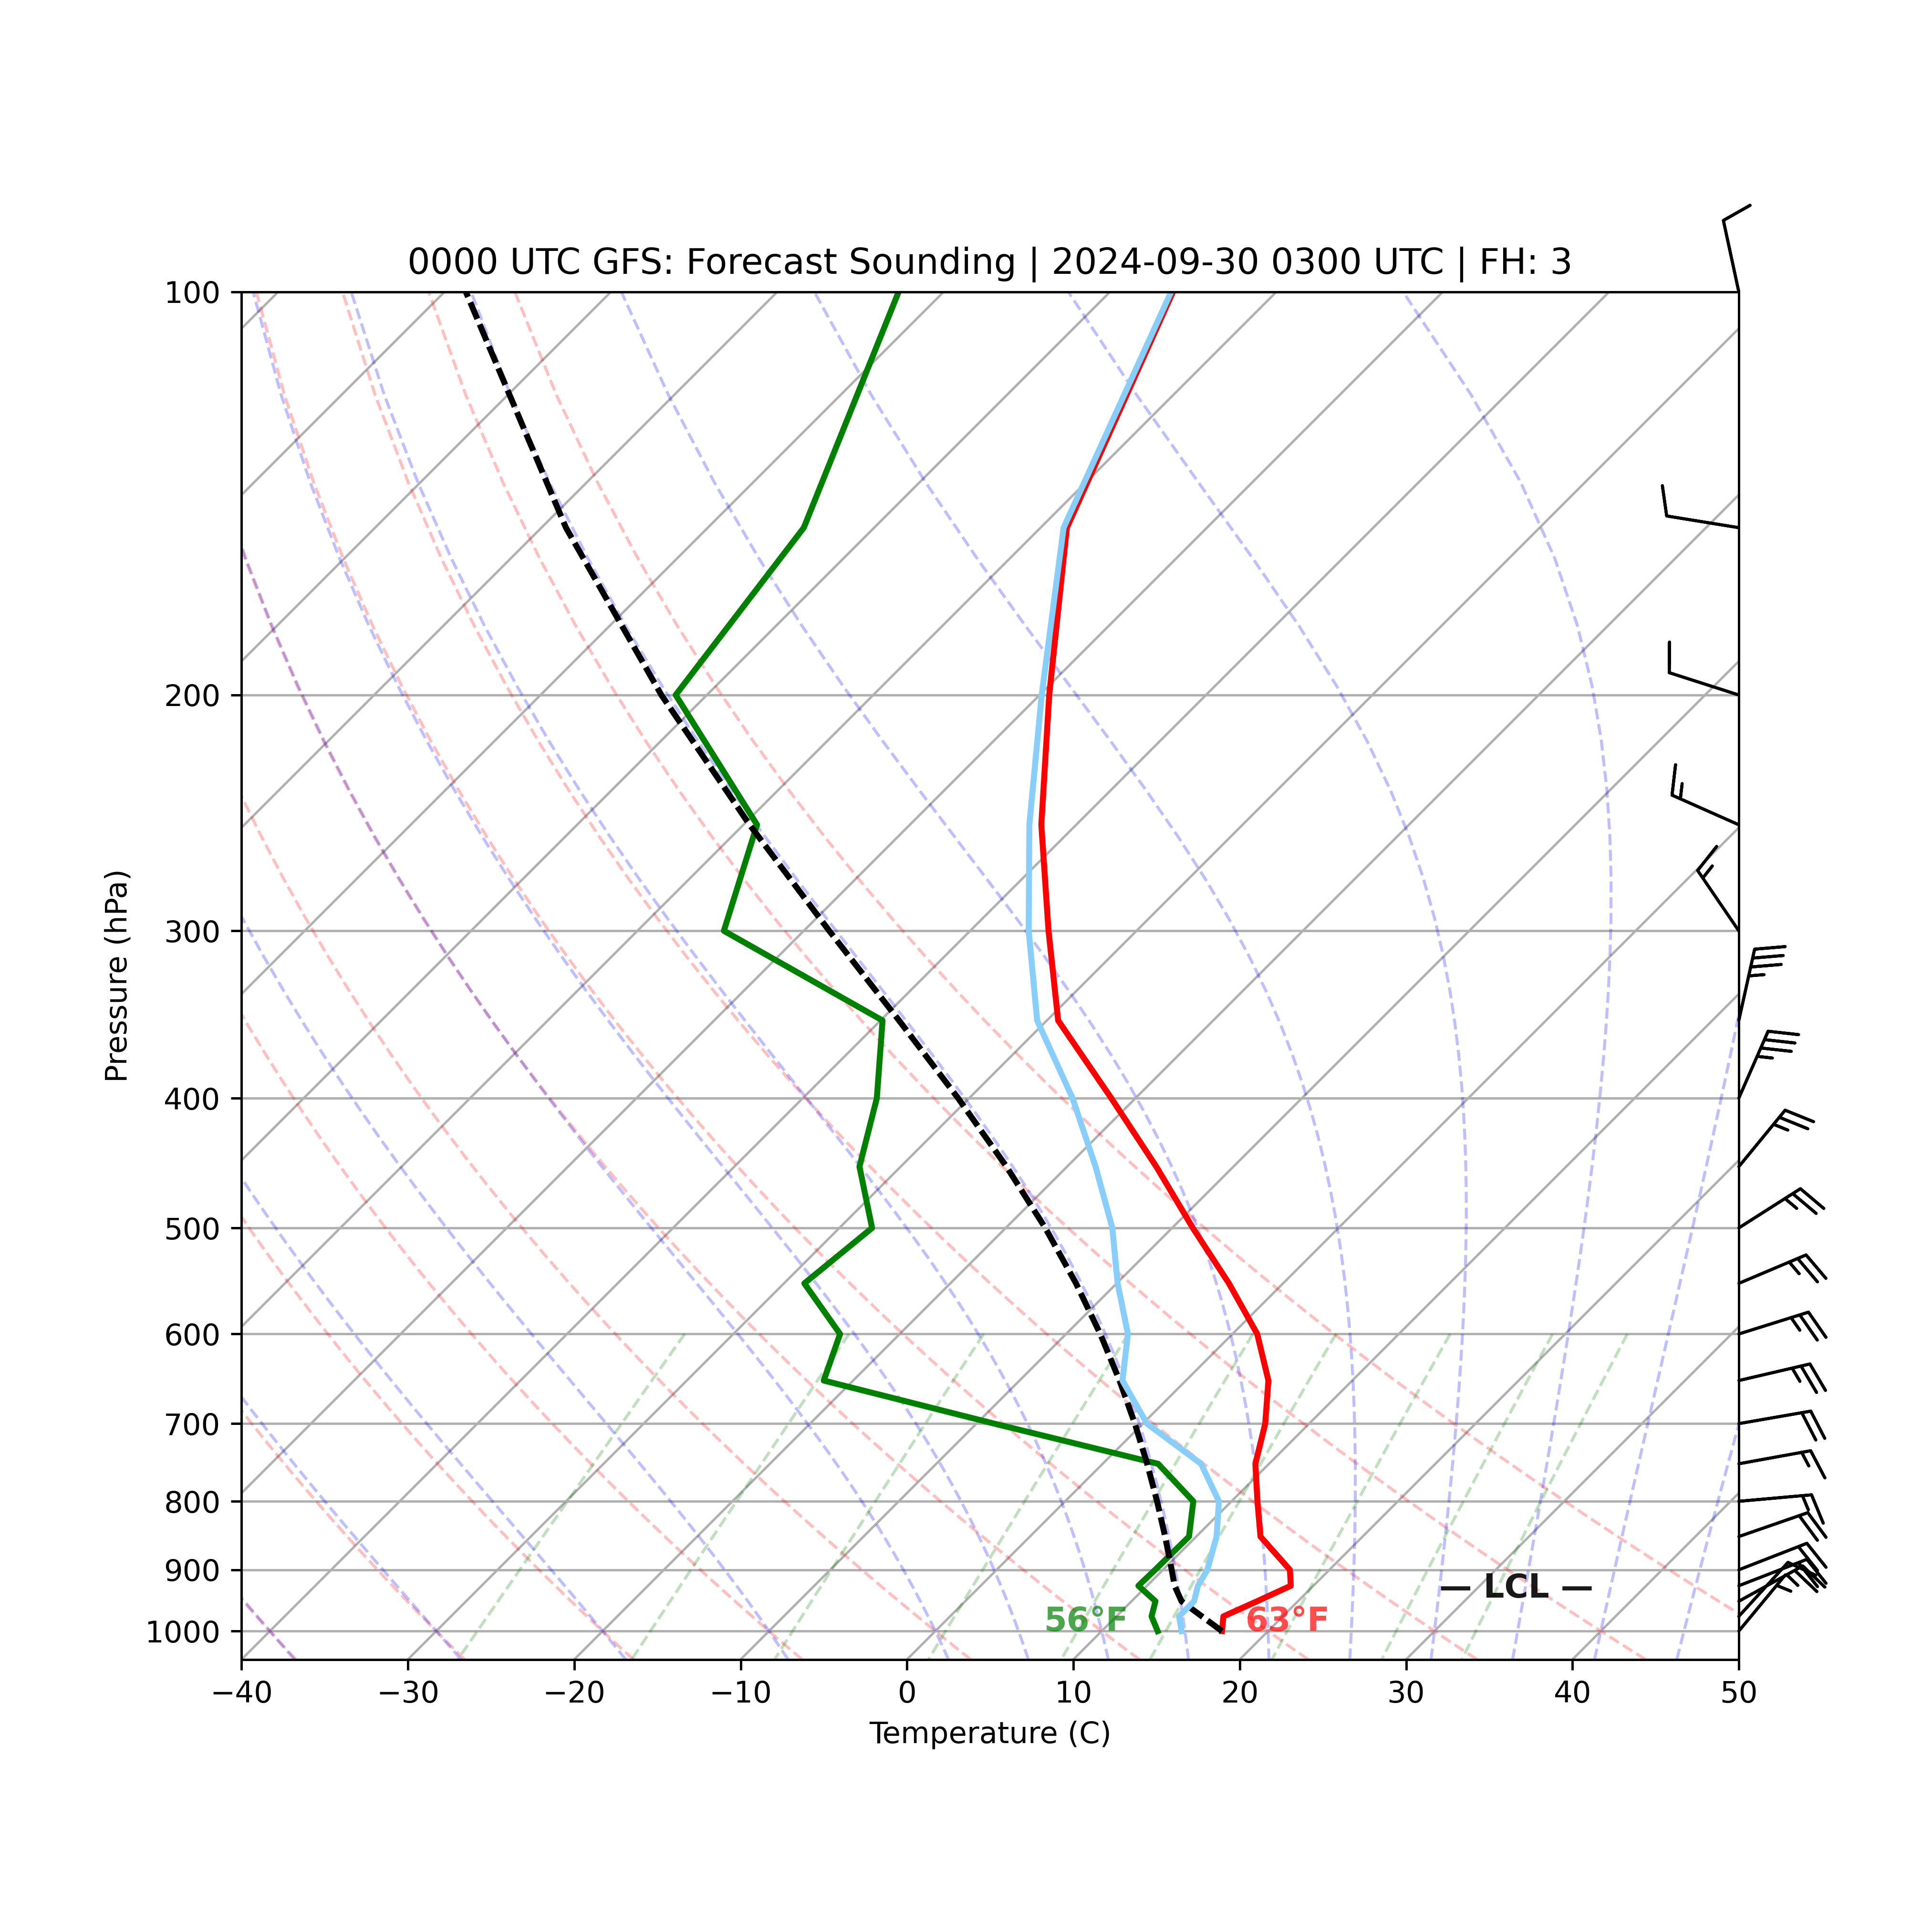 0000 UTC GFS: Forecast Sounding | 2024-09-30 0300 UTC | FH: 3
100
200
300
400
500
600
700
800
900
1000
Pressure (hPa)
— LCL —
56°F
63°F
−40 −30 −20 −10 0 10 20 30 40 50
Temperature (C)